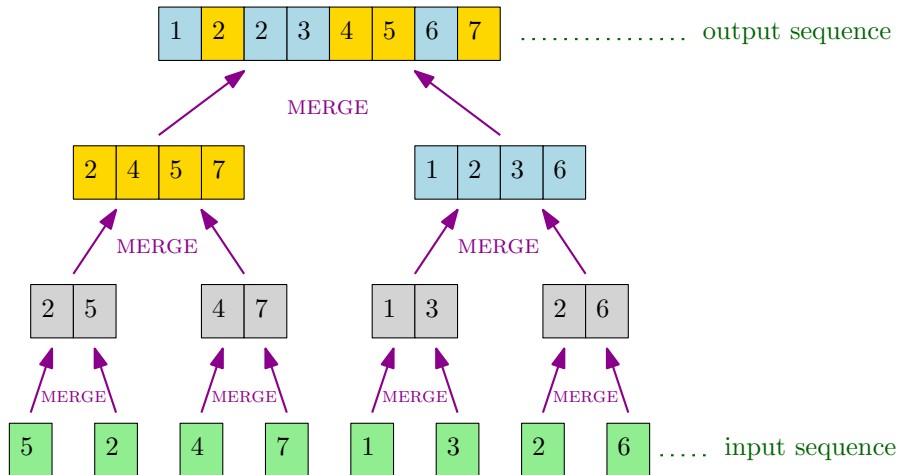 1 2 2 3 4 5 6 7 ................ output sequence
MERGE
2 4 5 7 1 2 3 6
MERGE MERGE
2 5 4 7 1 3 2 6
MERGE MERGE MERGE MERGE
5 2 4 7 1 3 2 6 ..... input sequence